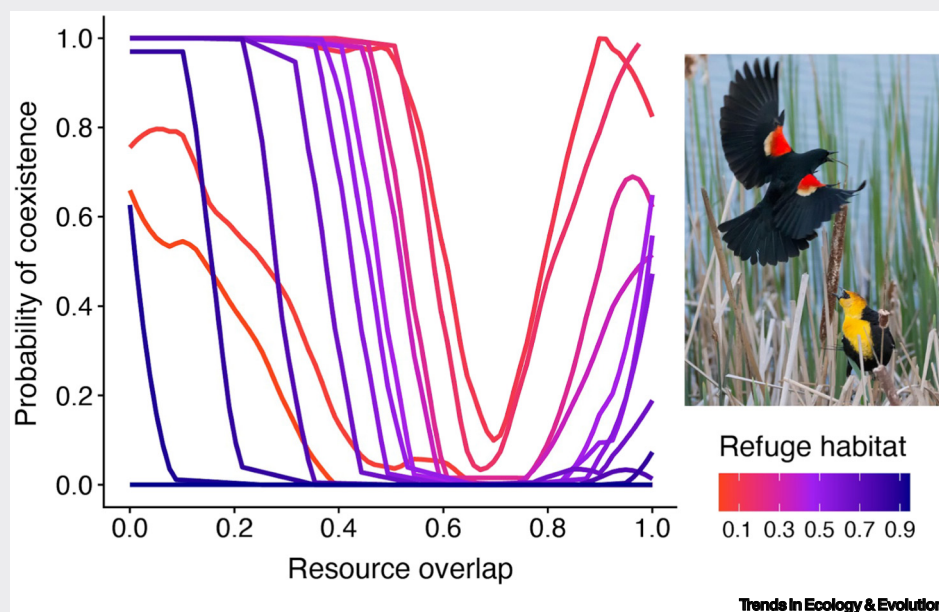 1.0
0.8
0.6
0.4
0.2
0.0
Probability of coexistence
0.0 0.2 0.4 0.6 0.8 1.0
Resource overlap
Refuge habitat
0.1 0.3 0.5 0.7 0.9
Trends in Ecology & Evolution